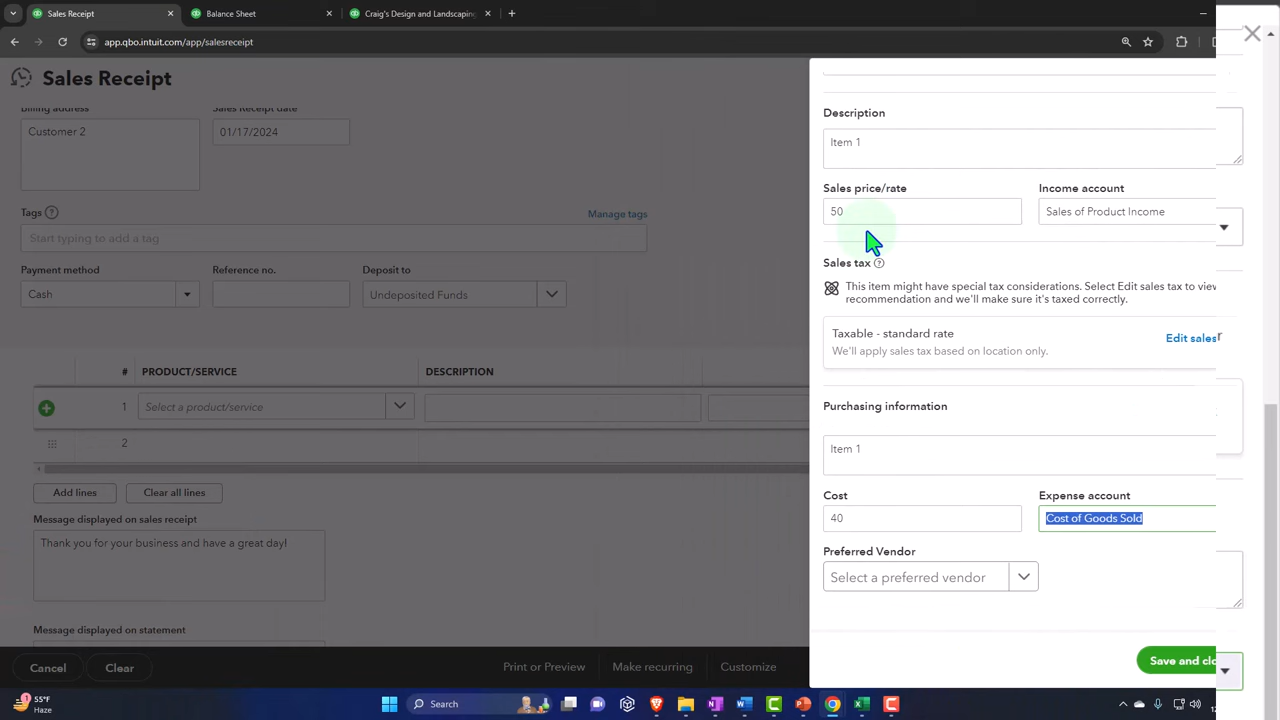 Sales Receipt
Balance Sheet
Craig's Design and Landscaping
app.qbo.intuit.com/app/salesreceipt
Sales Receipt
Billing address
Sales Receipt date
Customer 2
01/17/2024
Tags
Manage tags
Start typing to add a tag
Payment method
Reference no.
Deposit to
Cash
Undeposited Funds
# PRODUCT/SERVICE DESCRIPTION
1 Select a product/service
2
Add lines
Clear all lines
Message displayed on sales receipt
Thank you for your business and have a great day!
Message displayed on statement
Cancel
Clear
Print or Preview
Make recurring
Customize
Description
Item 1
Sales price/rate
Income account
50
Sales of Product Income
Sales tax
This item might have special tax considerations. Select Edit sales tax to view
recommendation and we'll make sure it's taxed correctly.
Taxable - standard rate
We'll apply sales tax based on location only.
Edit sales
Purchasing information
Item 1
Cost
Expense account
40
Cost of Goods Sold
Preferred Vendor
Select a preferred vendor
Save and clo
55°F
Search